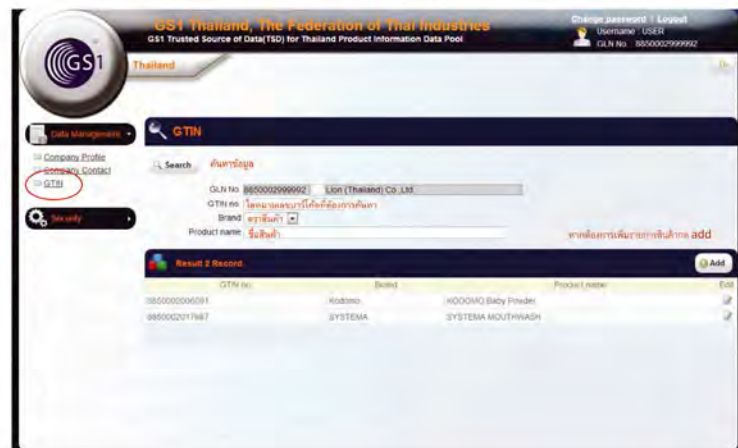 GS1 Thailand, The Federation of Thai Industries
GS1 Trusted Source of Data(TSD) for Thailand Product Information Data Pool
Change password | Logout
Username : USER
GLN No. 8850002999992
GS1
Thailand
Data Management
Company Profile
Company Contact
GTIN
Security
GTIN
Search ค้นหาข้อมูล
GLN No 8850002999992 Lion (Thailand) Co.,Ltd.
GTIN no. ใส่หมายเลขบาร์โค้ดที่ต้องการค้นหา
Brand ตราสินค้า
Product name ชื่อสินค้า
หากต้องการเพิ่มรายการสินค้ากด add
Result 2 Record
Add
GTIN no. Brand Product name Edit
8850002006091 Kodomo KODOMO Baby Powder
8850002017967 SYSTEMA SYSTEMA MOUTHWASH